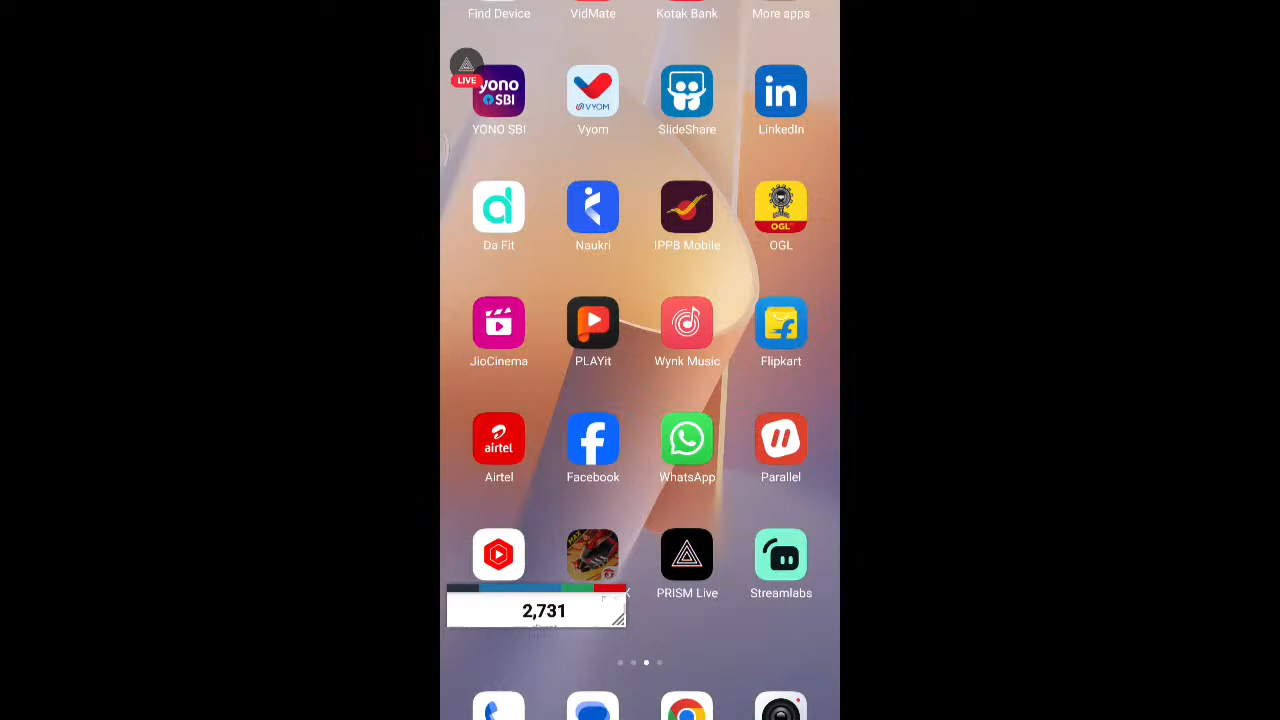 Find Device VidMate Kotak Bank More apps
LIVE
yono
SBI
VYOM
in
YONO SBI Vyom SlideShare LinkedIn
OGL
Da Fit Naukri IPPB Mobile OGL
JioCinema PLAYit Wynk Music Flipkart
airtel
Airtel Facebook WhatsApp Parallel
MAX
PRISM Live Streamlabs
2,731